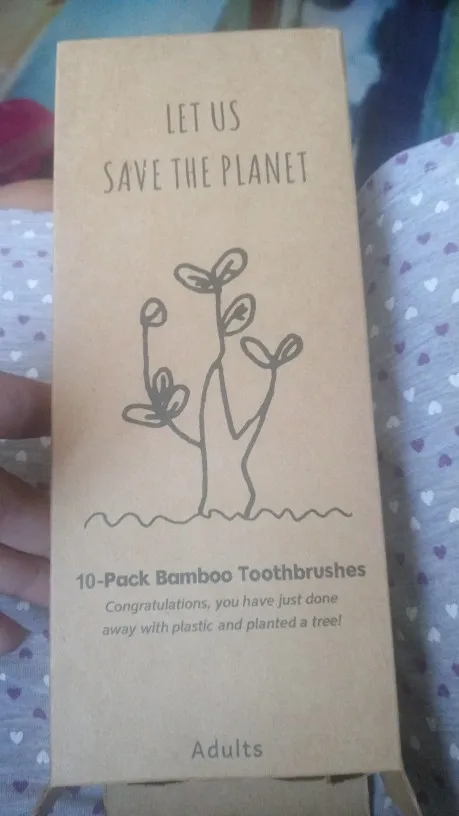 LET US
SAVE THE PLANET
10-Pack Bamboo Toothbrushes
Congratulations, you have just done
away with plastic and planted a tree!
Adults